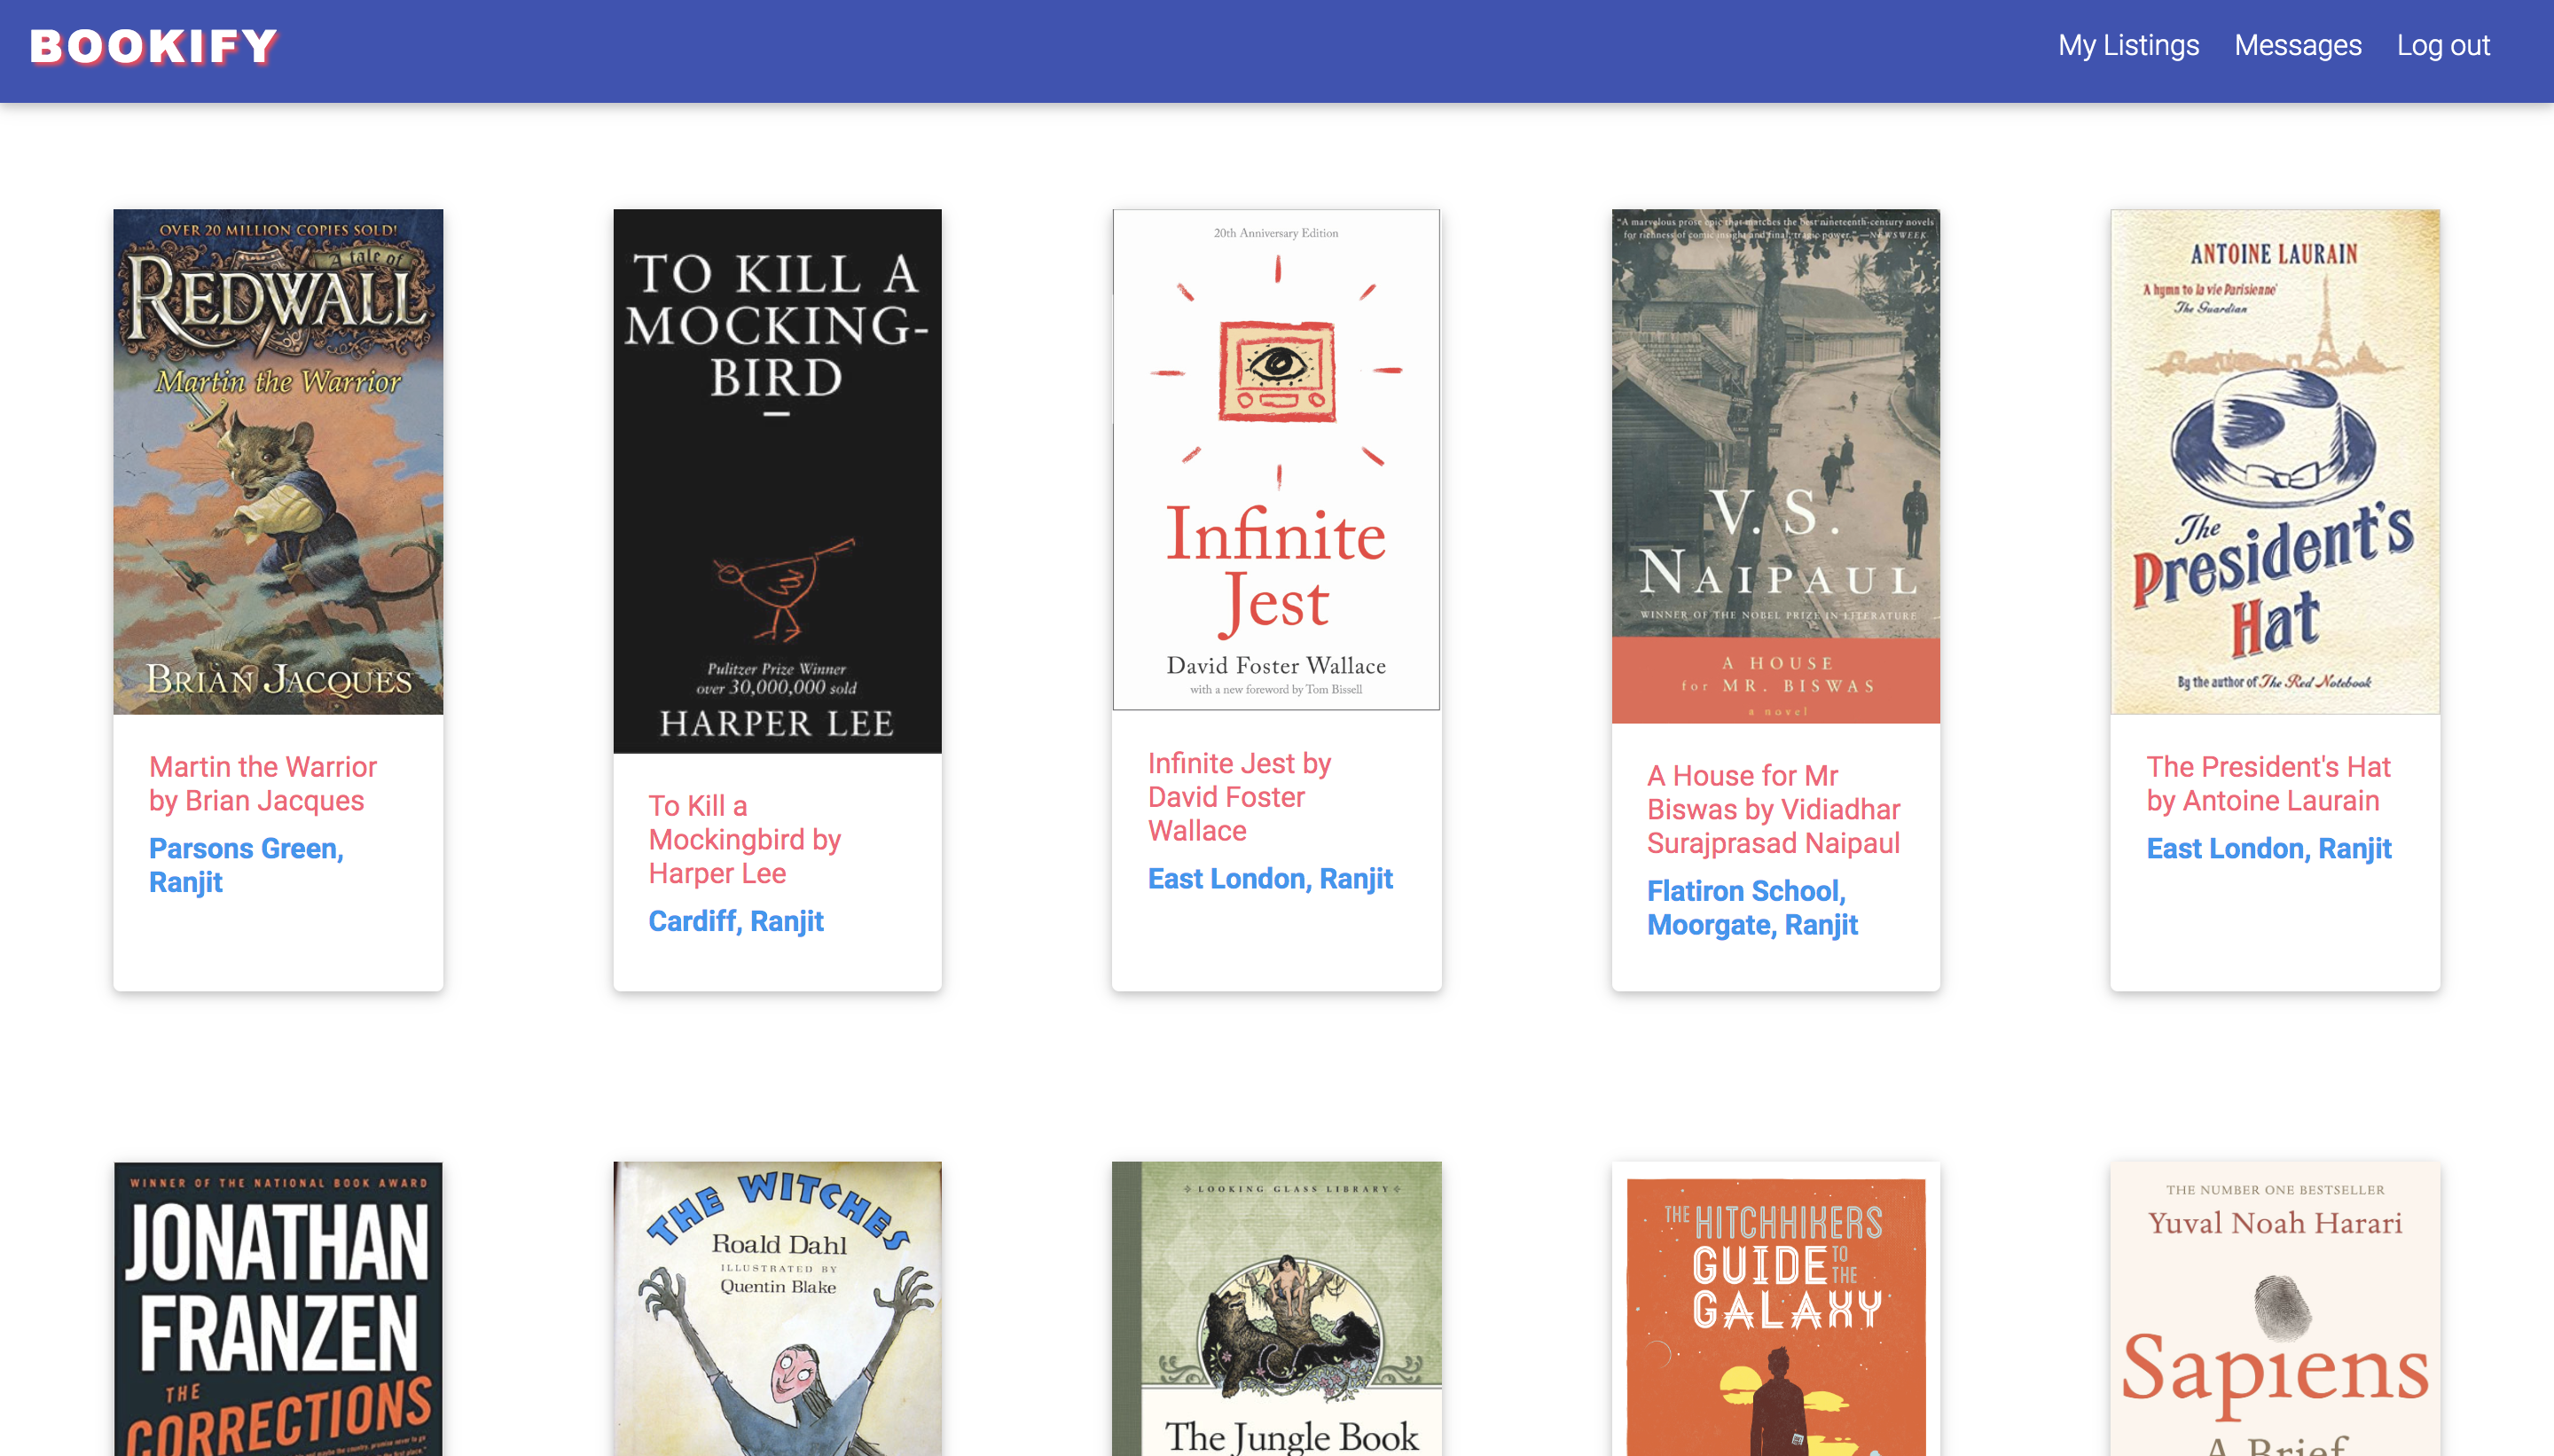 BOOKIFY
My Listings
Messages
Log out
OVER 20 MILLION COPIES SOLD!
A tale of
REDWALL
Martin the Warrior
BRIAN JACQUES
Martin the Warrior
by Brian Jacques
Parsons Green,
Ranjit
TO KILL A
MOCKING-
BIRD
Pulitzer Prize Winner
over 30,000,000 sold
HARPER LEE
To Kill a
Mockingbird by
Harper Lee
Cardiff, Ranjit
20th Anniversary Edition
Infinite
Jest
David Foster Wallace
with a new foreword by Tom Bissell
Infinite Jest by
David Foster
Wallace
East London, Ranjit
"A marvelous prose epic that matches the best nineteenth-century novels
for richness of comic insight and final, tragic power." —NEWSWEEK
V. S.
NAIPAUL
WINNER OF THE NOBEL PRIZE IN LITERATURE
A HOUSE
for MR. BISWAS
a novel
A House for Mr
Biswas by Vidiadhar
Surajprasad Naipaul
Flatiron School,
Moorgate, Ranjit
ANTOINE LAURAIN
'A hymn to la vie Parisienne'
The Guardian
The
President's
Hat
By the author of The Red Notebook
The President's Hat
by Antoine Laurain
East London, Ranjit
WINNER OF THE NATIONAL BOOK AWARD
JONATHAN
FRANZEN
THE
CORRECTIONS
THE WITCHES
Roald Dahl
ILLUSTRATED BY
Quentin Blake
LOOKING GLASS LIBRARY
The Jungle Book
THE HITCHHIKERS
GUIDE TO THE
GALAXY
THE NUMBER ONE BESTSELLER
Yuval Noah Harari
Sapiens
A Brief